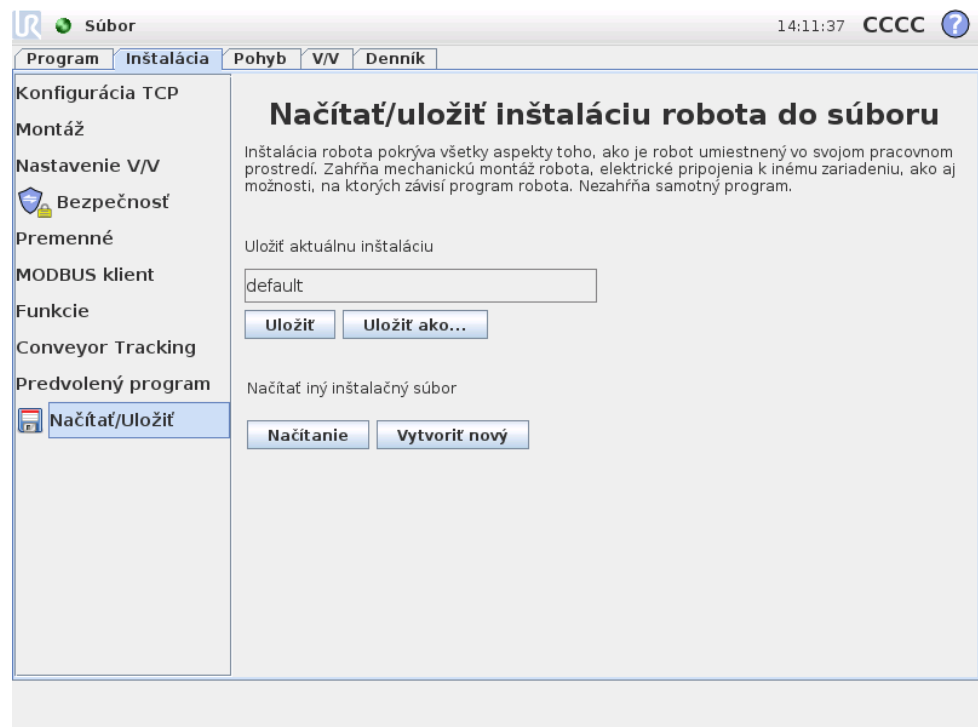 UR Súbor 14:11:37 CCCC ?
Program Inštalácia Pohyb V/V Denník
Konfigurácia TCP
Montáž
Nastavenie V/V
Bezpečnosť
Premenné
MODBUS klient
Funkcie
Conveyor Tracking
Predvolený program
Načítať/Uložiť
Načítať/uložiť inštaláciu robota do súboru
Inštalácia robota pokrýva všetky aspekty toho, ako je robot umiestnený vo svojom pracovnom
prostredí. Zahŕňa mechanickú montáž robota, elektrické pripojenia k inému zariadeniu, ako aj
možnosti, na ktorých závisí program robota. Nezahŕňa samotný program.
Uložiť aktuálnu inštaláciu
default
Uložiť Uložiť ako...
Načítať iný inštalačný súbor
Načítanie Vytvoriť nový